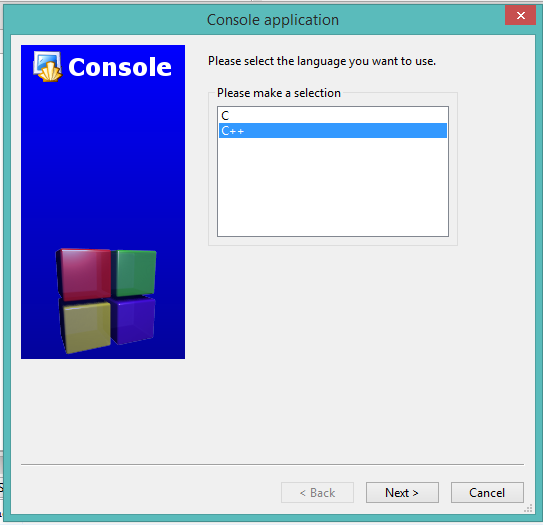 Console application
Console
Please select the language you want to use.
Please make a selection
C
C++
< Back
Next >
Cancel